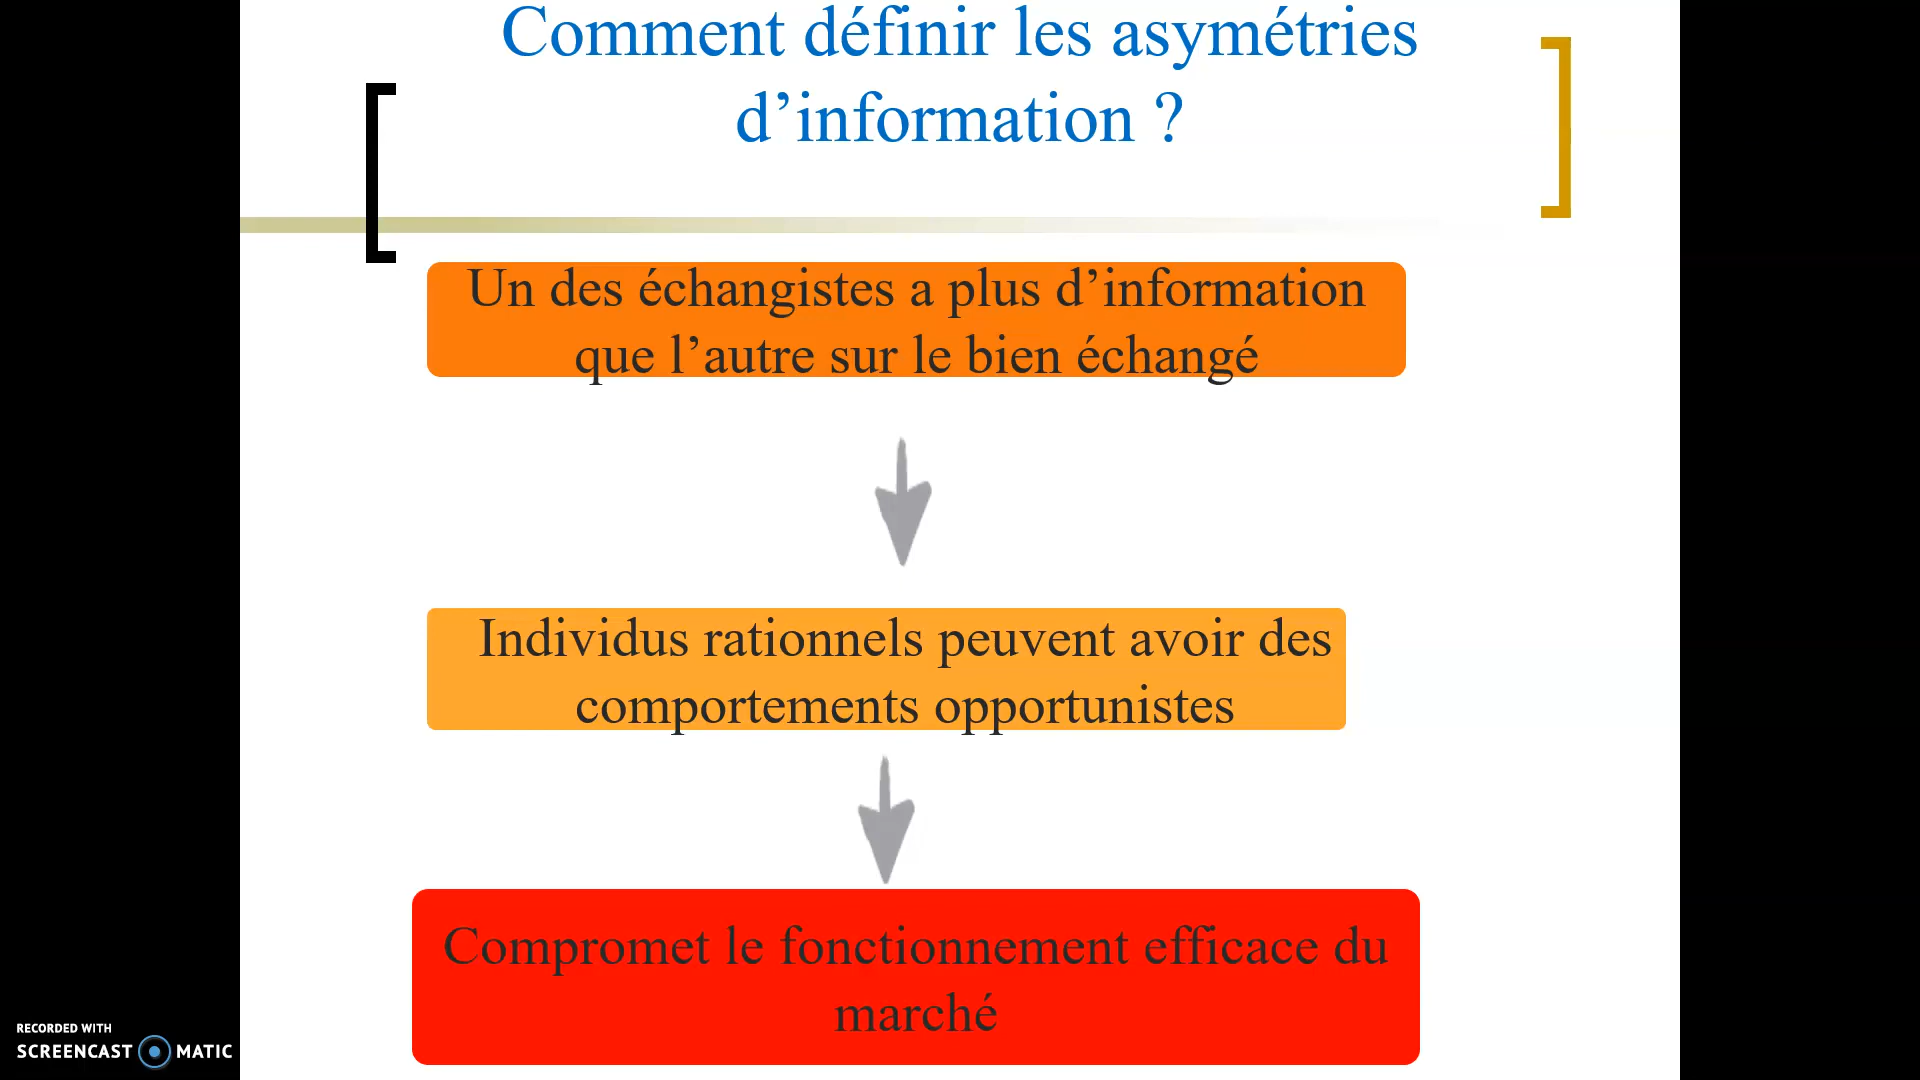 Comment définir les asymétries
d’information ?
Un des échangistes a plus d’information
que l’autre sur le bien échangé
Individus rationnels peuvent avoir des
comportements opportunistes
Compromet le fonctionnement efficace du
marché
RECORDED WITH
SCREENCAST MATIC